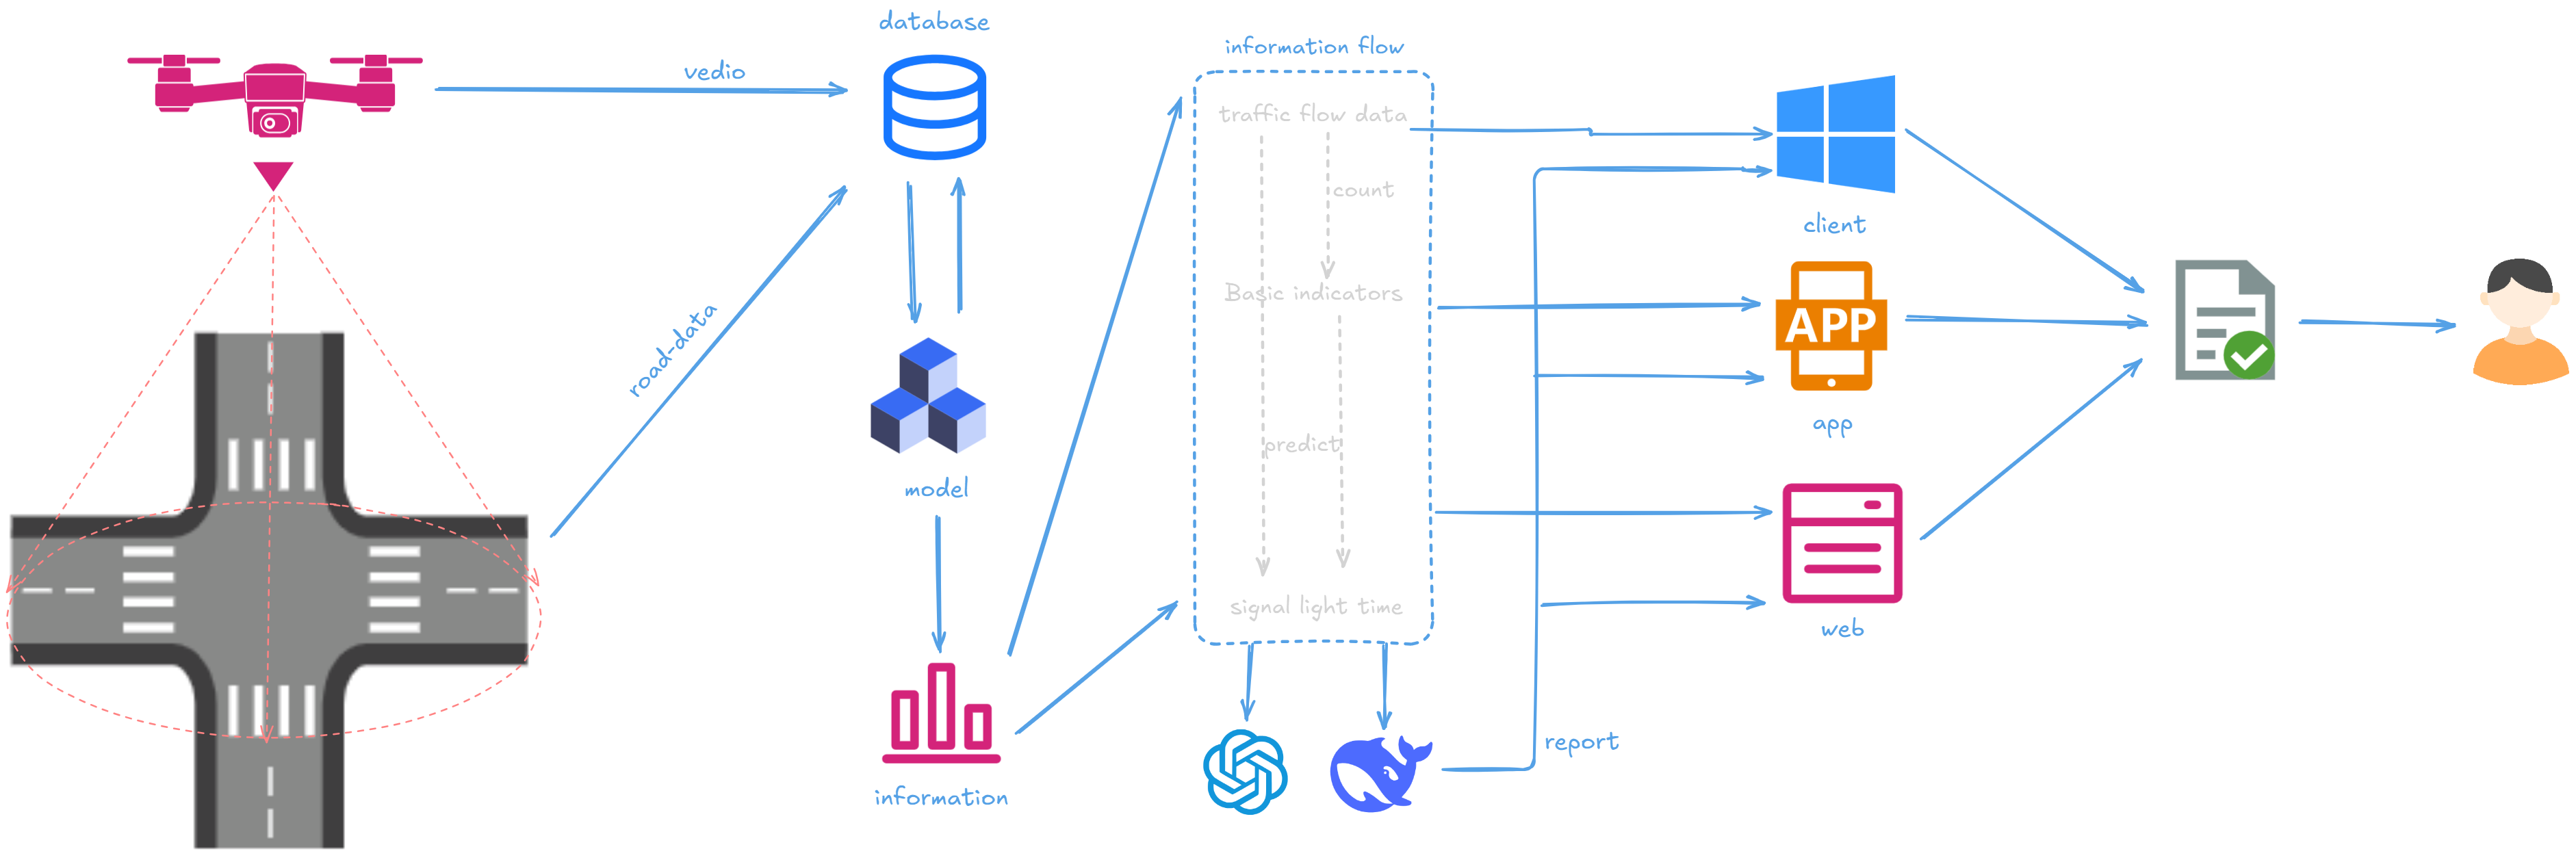 database
vedio
road-data
model
information
information flow
traffic flow data
count
Basic indicators
predict
signal light time
report
client
APP
app
web